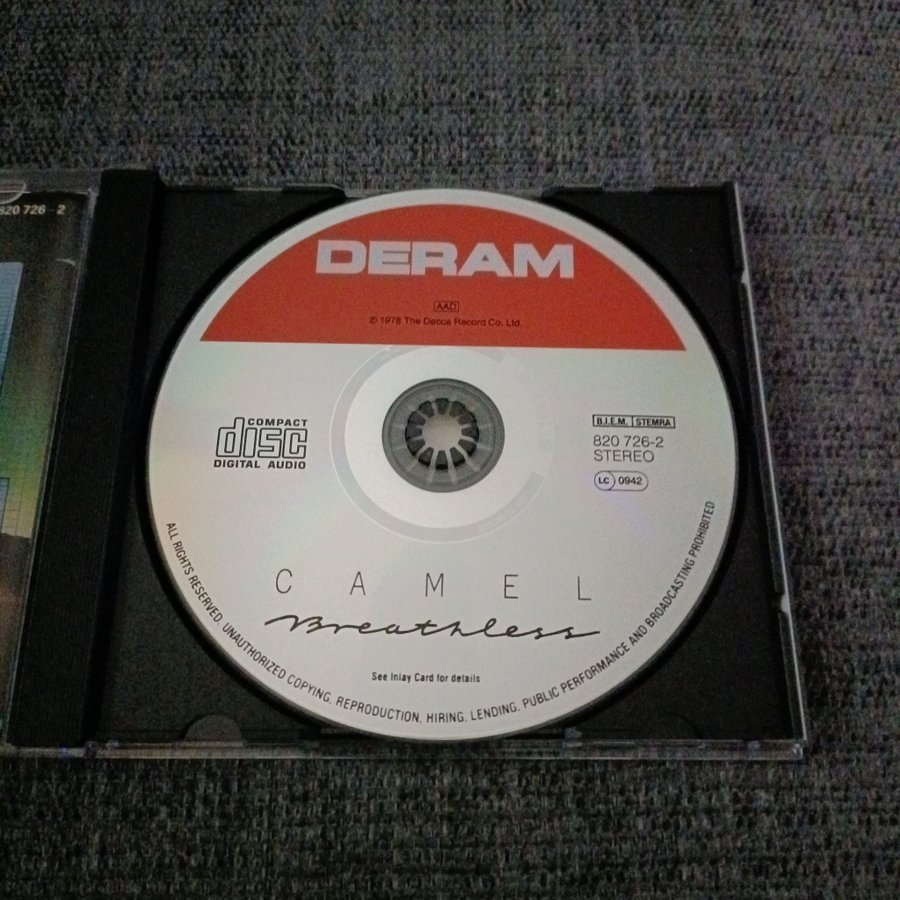 820 726-2
DERAM
AAD
℗ 1978 The Decca Record Co. Ltd.
COMPACT
disc
DIGITAL AUDIO
B.I.E.M. STEMRA
820 726-2
STEREO
LC 0942
CAMEL
Breathless
See Inlay Card for details
ALL RIGHTS RESERVED. UNAUTHORIZED COPYING, REPRODUCTION, HIRING, LENDING, PUBLIC PERFORMANCE AND BROADCASTING PROHIBITED